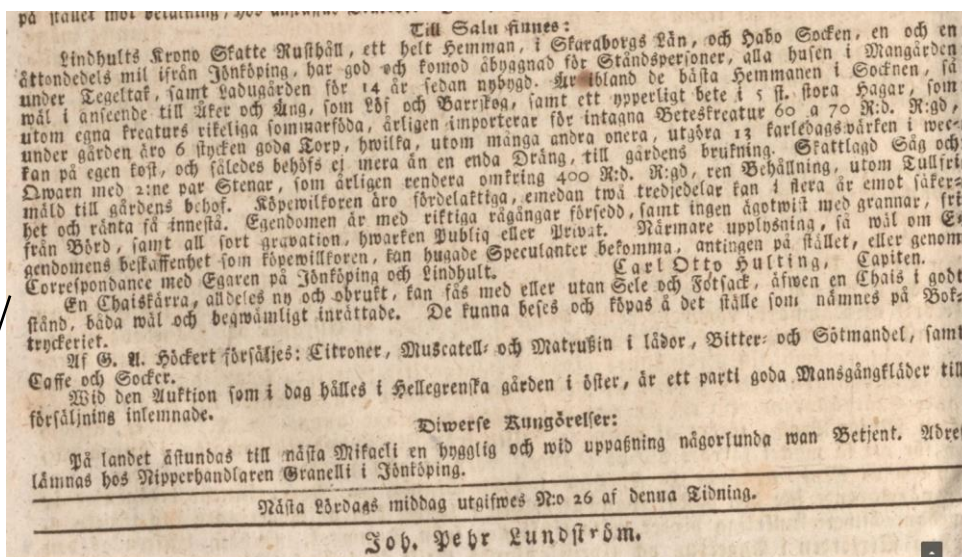 på stället mot betalning, hos
Till Salu finnes:
Lindhults Krono Skatte Rusthåll, ett helt Hemman, i Skaraborgs Län, och Habo Socken, en och en
åttondedels mil ifrån Jönköping, har god och komod åbyggnad för Ståndspersoner, alla husen i Mangården
under Tegeltak, samt Ladugården för 14 år sedan nybygd. Är ibland de bästa Hemmanen i Socknen, så
wäl i anseende till Åker och Äng, som Löf och Barrskog, samt ett ypperligt bete i 5 st. stora Hagar, som
utom egna kreaturs rikeliga sommarföda, årligen importerar för intagna Beteskreatur 60 a 70 R:d. R:gd,
under gården äro 6 stycken goda Torp, hwilka, utom många andra onera, utgöra 13 karledagswärken i wec-
kan på egen kost, och således behöfs ej mera än en enda Dräng, till gårdens brukning. Skattlagd Såg och
Qwarn med 2:ne par Stenar, som årligen rendera omkring 400 R:d. R:gd, ren Behållning, utom Tullfri
mäld till gårdens behof. Köpewilkoren äro fördelaktiga, emedan twå tredjedelar kan i flera år emot säker-
het och ränta få innestå. Egendomen är med riktiga rågångar försedd, samt ingen ägotwist med grannar, fri
från Börd, samt all sort gravation, hwarken Publiq eller Privat. Närmare upplysning, så wäl om E-
gendomens beskaffenhet som köpewillkoren, kan hugade Speculanter bekomma, antingen på stället, eller genom
Correspondance med Egaren på Jönköping och Lindhult. Carl Otto Hulting, Capiten.
En Chaiskärra, alldeles ny och obrukt, kan fås med eller utan Sele och Fotsack, äfwen en Chais i godt
stånd, båda wäl och beqwämligt inrättade. De kunna beses och köpas å det ställe som nämnes på Bok-
tryckeriet.
Af G. A. Höckert försäljes: Citroner, Muscatell- och Matrußin i lådor, Bitter- och Sötmandel, samt
Caffe och Socker.
Wid den Auktion som i dag hålles i Hellegrenska gården i öster, är ett parti goda Mansgångkläder till
försäljning inlemnade.
Diwerse Kungörelser:
På landet åstundas till nästa Mikaeli en hygglig och wid uppaßning någorlunda wan Betjent. Adres
lämnas hos Nipperhandlaren Granelli i Jönköping.
Nästa Lördags middag utgifwes N:o 26 af denna Tidning.
Joh. Pehr Lundström.